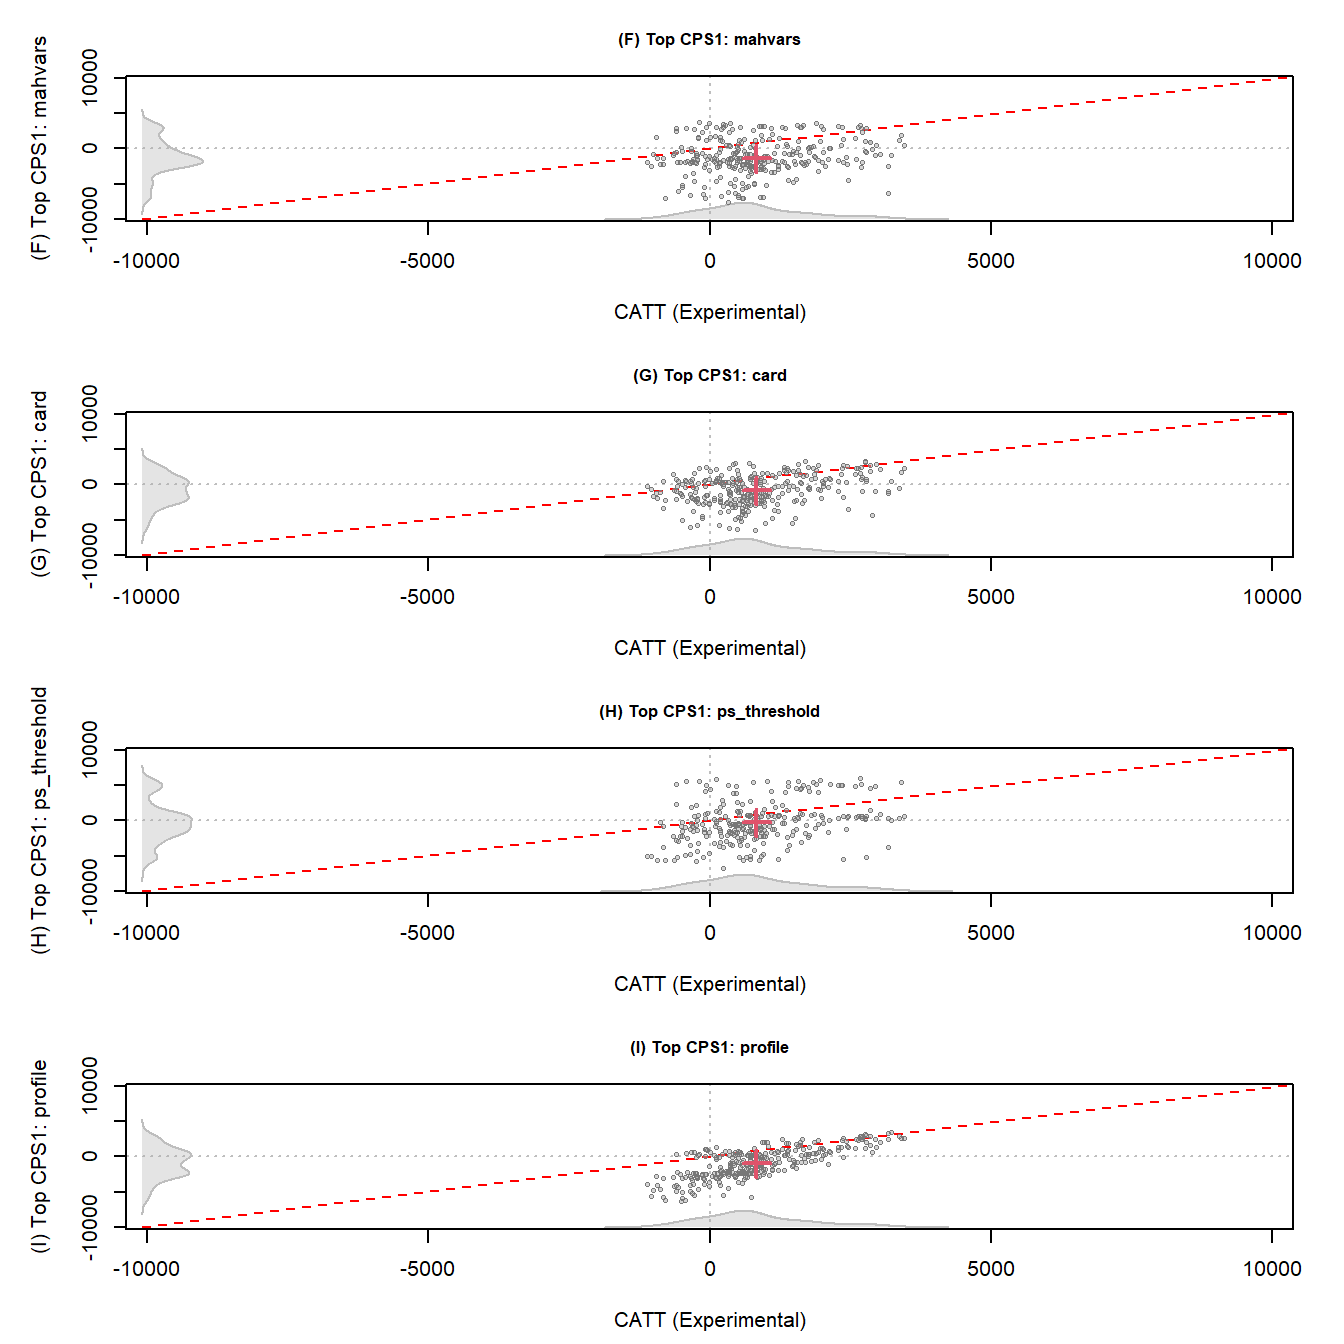 (F) Top CPS1: mahvars
(F) Top CPS1: mahvars
10000
0
-10000
-10000 -5000 0 5000 10000
CATT (Experimental)
(G) Top CPS1: card
(G) Top CPS1: card
10000
0
-10000
-10000 -5000 0 5000 10000
CATT (Experimental)
(H) Top CPS1: ps_threshold
(H) Top CPS1: ps_threshold
10000
0
-10000
-10000 -5000 0 5000 10000
CATT (Experimental)
(I) Top CPS1: profile
(I) Top CPS1: profile
10000
0
-10000
-10000 -5000 0 5000 10000
CATT (Experimental)